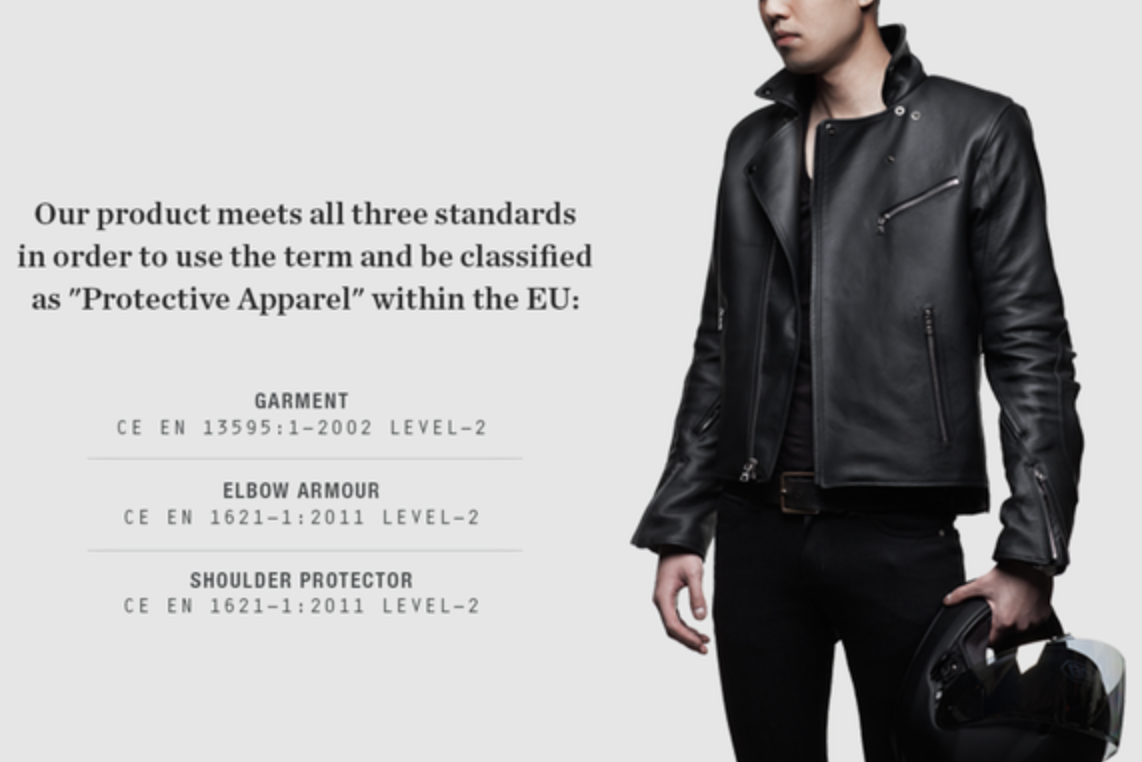 Our product meets all three standards
in order to use the term and be classified
as "Protective Apparel" within the EU:
GARMENT
CE EN 13595:1-2002 LEVEL-2
ELBOW ARMOUR
CE EN 1621-1:2011 LEVEL-2
SHOULDER PROTECTOR
CE EN 1621-1:2011 LEVEL-2